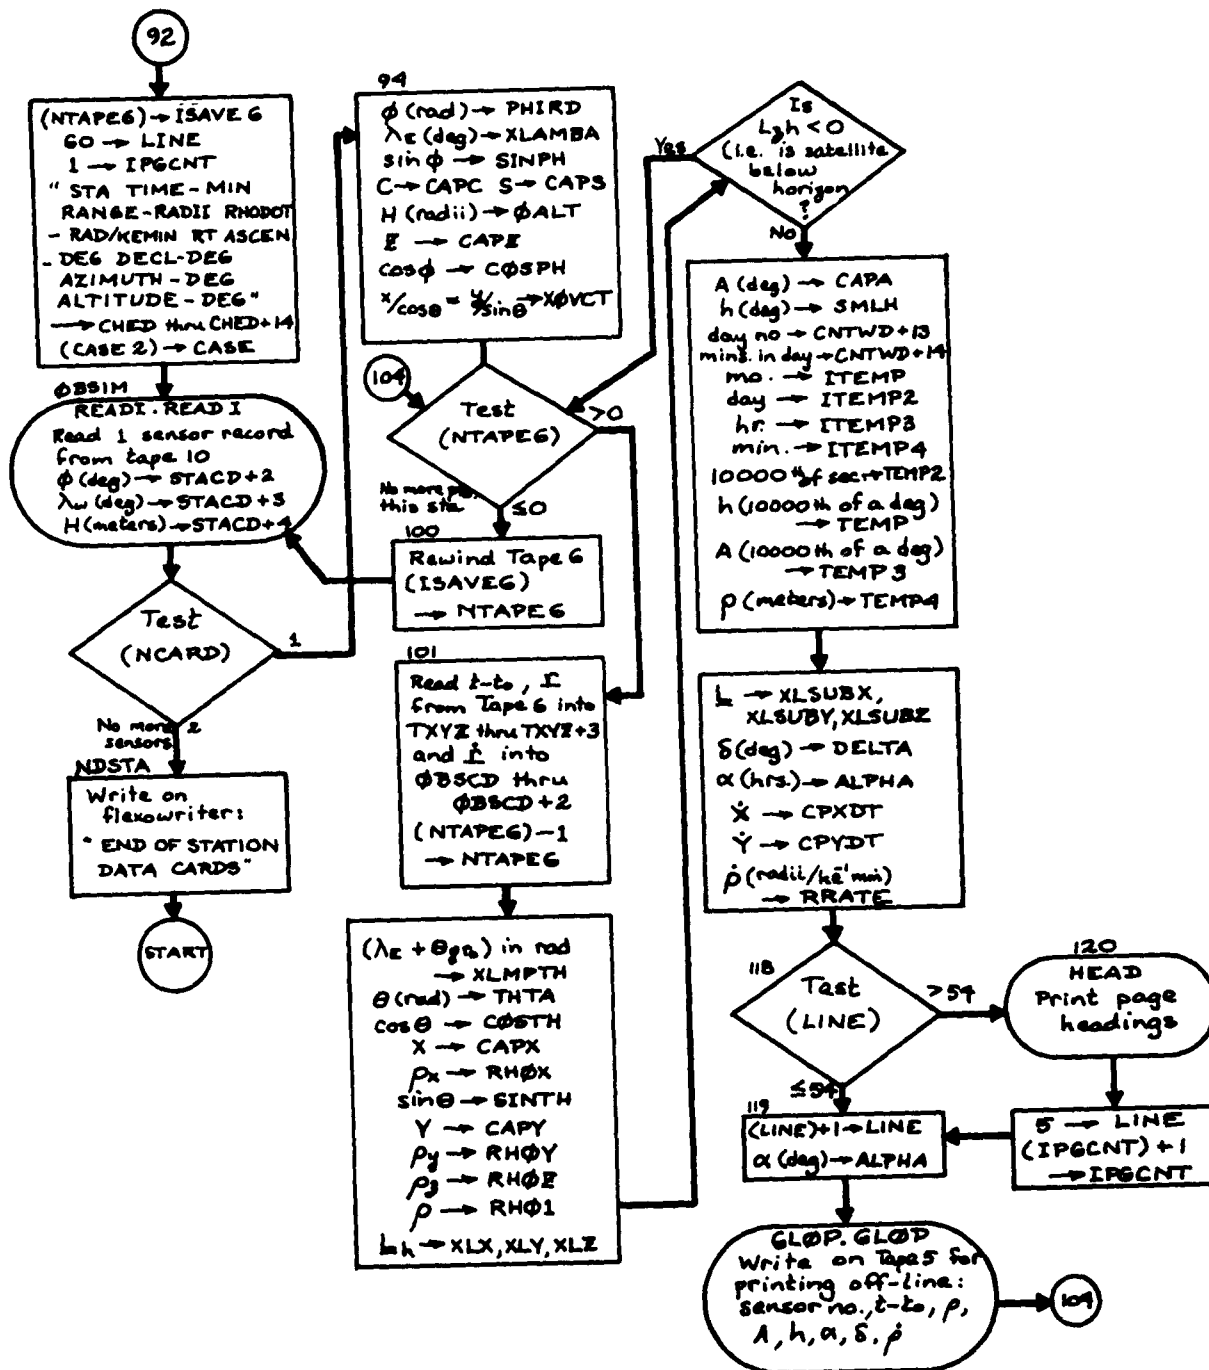 92
(NTAPE6) → ISAVE 6
60 → LINE
1 → IPGCNT
" STA TIME - MIN
RANGE-RADII RHODOT
- RAD/KEMIN RT ASCEN
- DEG DECL-DEG
AZIMUTH - DEG
ALTITUDE - DEG"
→ CHED thru CHED+14
(CASE 2) → CASE
ØBSIM
READI. READ I
Read 1 sensor record
from tape 10
φ (deg) → STACD+2
λw (deg) → STACD+3
H (meters) → STACD+4
Test
(NCARD)
1
2
No more
sensors
NDSTA
Write on
flexowriter:
" END OF STATION
DATA CARDS"
START
94
φ (rad) → PHIRD
λE (deg) → XLAMBA
sin φ → SINPH
C → CAPC S → CAPS
H (radii) → ØALT
Z → CAPZ
cos φ → CØSPH
x/cosθ = y/sinθ → XØVCT
104
Test
(NTAPE6)
>0
No more
this sta
≤0
100
Rewind Tape 6
(ISAVE6)
→ NTAPE6
101
Read t-to, r
from Tape 6 into
TXYZ thru TXYZ+3
and ṙ into
ØBSCD thru
ØBSCD+2
(NTAPE6) - 1
→ NTAPE6
(λE + θgro) in rad
→ XLMPTH
θ (rad) → THTA
cos θ → CØSTH
X → CAPX
ρx → RHØX
sin θ → SINTH
Y → CAPY
ρy → RHØY
ρz → RHØZ
ρ → RHØ1
Lh → XLX, XLY, XLZ
Is
Lzh < 0
(i.e. is satellite
below
horizon
?
Yes
No
A (deg) → CAPA
h (deg) → SMLH
day no → CNTWD+13
mins. in day → CNTWD+14
mo. → ITEMP
day → ITEMP2
hr. → ITEMP3
min. → ITEMP4
10000th of sec → TEMP2
h (10000th of a deg)
→ TEMP
A (10000th of a deg)
→ TEMP3
ρ (meters) → TEMP4
L → XLSUBX,
XLSUBY, XLSUBZ
δ (deg) → DELTA
α (hrs.) → ALPHA
Ẋ → CPXDT
Ẏ → CPYDT
ρ̇ (radii/ke⁻¹ min)
→ RRATE
118
Test
(LINE)
>54
≤54
120
HEAD
Print page
headings
5 → LINE
(IPGCNT) + 1
→ IPGCNT
119
(LINE)+1 → LINE
α (deg) → ALPHA
GLØP. GLØP
Write on Tape 5 for
printing off-line:
sensor no., t-to, ρ,
A, h, α, δ, ρ̇
104